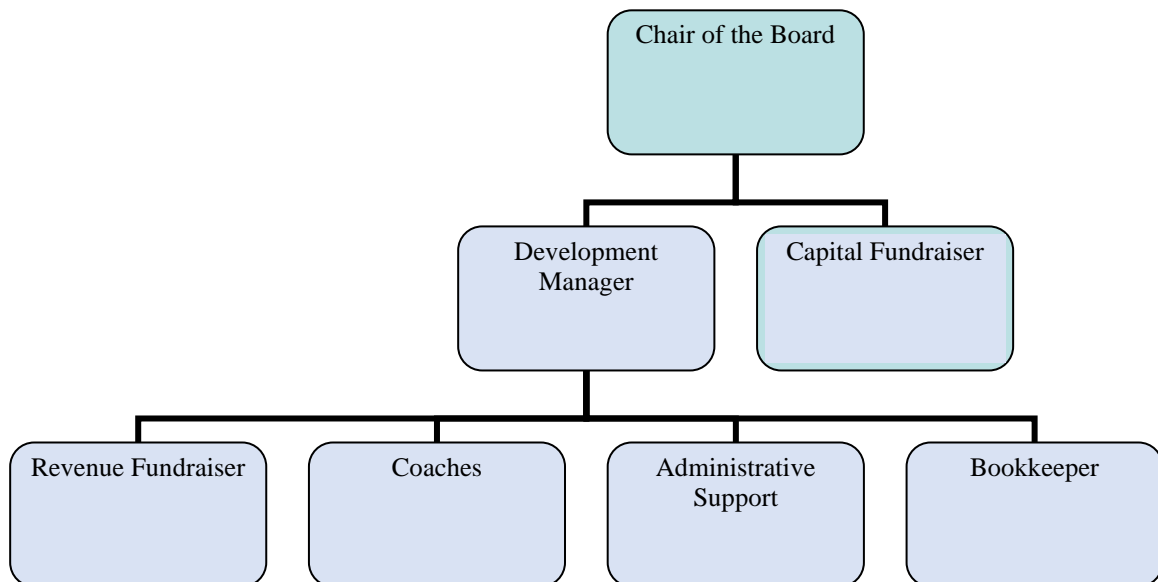 Chair of the Board
Development
Manager
Capital Fundraiser
Revenue Fundraiser
Coaches
Administrative
Support
Bookkeeper